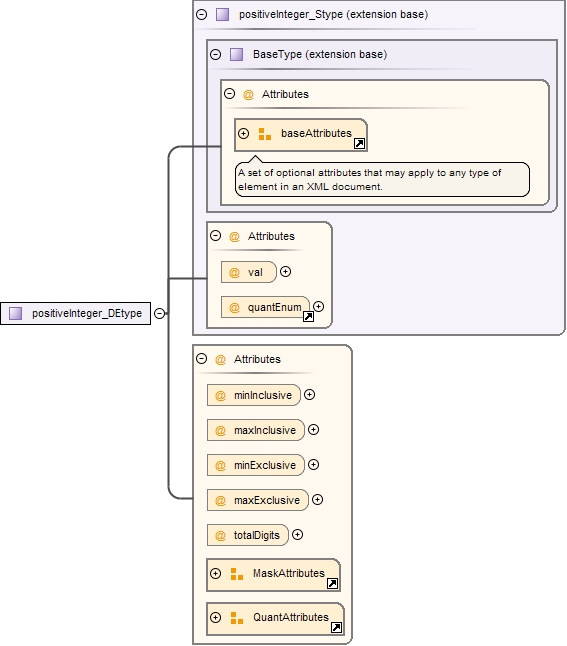 positiveInteger_Stype (extension base)
BaseType (extension base)
@ Attributes
baseAttributes
A set of optional attributes that may apply to any type of
element in an XML document.
@ Attributes
@ val
@ quantEnum
positiveInteger_DEtype
@ Attributes
@ minInclusive
@ maxInclusive
@ minExclusive
@ maxExclusive
@ totalDigits
MaskAttributes
QuantAttributes